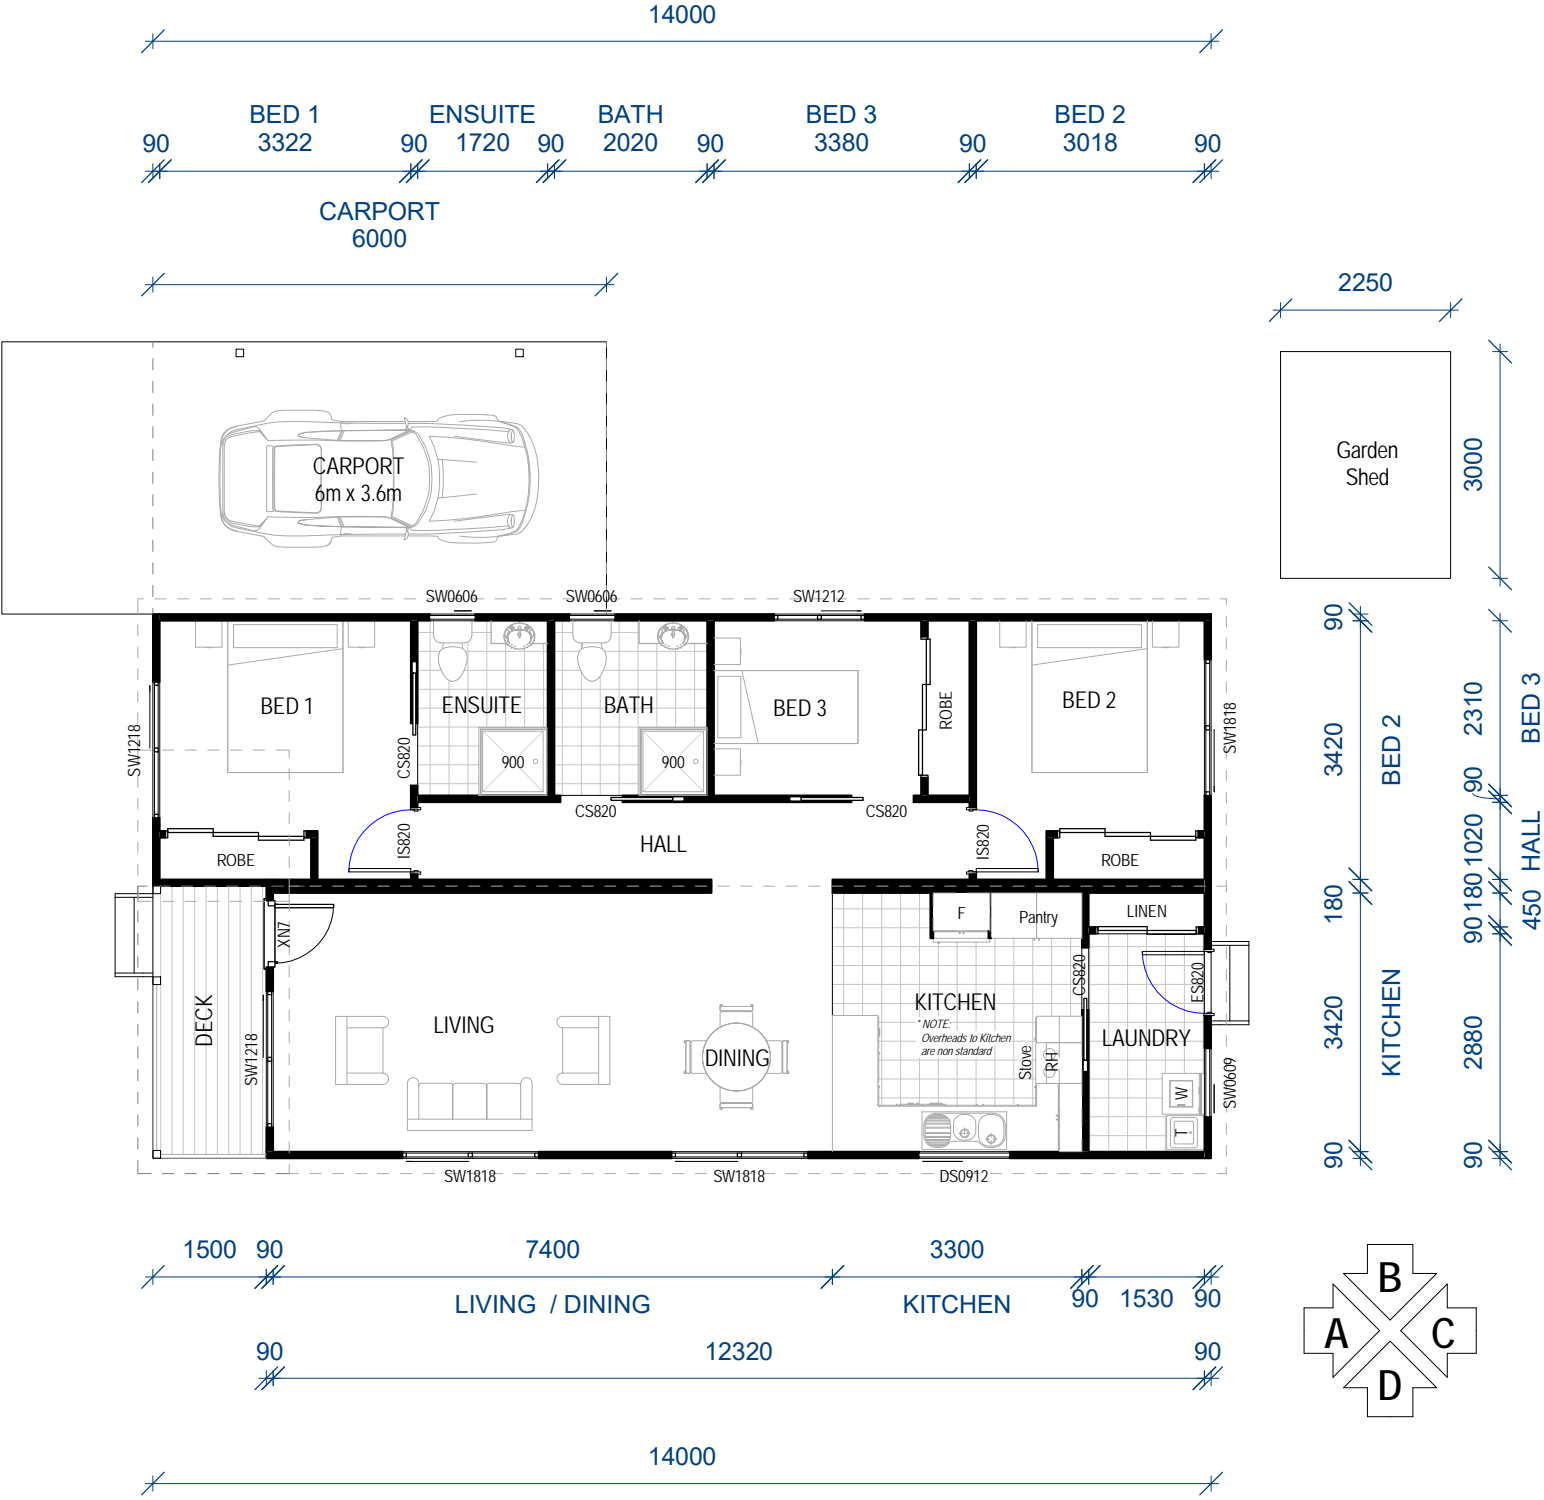 14000
BED 1 ENSUITE BATH BED 3 BED 2
90 3322 90 1720 90 2020 90 3380 90 3018 90
CARPORT
6000
2250
CARPORT
6m x 3.6m
Garden
Shed
3000
SW0606 SW0606 SW1212
90
BED 1 ENSUITE BATH BED 3 ROBE BED 2
SW1218 CS820 900 900 SW1818
3420 BED 2 2310 BED 3
90
CS820 CS820
ROBE IS820 HALL IS820 ROBE
1020 HALL
180 180 450
90
XN7 F Pantry LINEN
DECK LIVING KITCHEN CS820 ES820
* NOTE:
Overheads to Kitchen
are non standard
SW1218 DINING Stove RH LAUNDRY
3420 KITCHEN 2880
W SW0609
T
90 90
SW1818 SW1818 DS0912
1500 90 7400 3300
LIVING / DINING KITCHEN 90 1530 90
90 12320 90
B
A C
D
14000